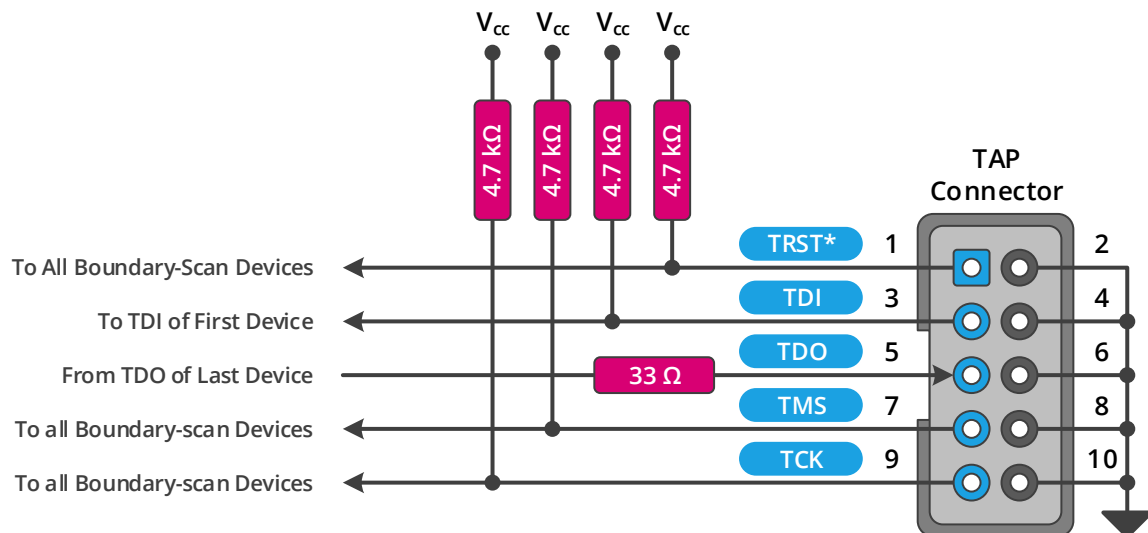 Vcc Vcc Vcc Vcc
4.7 kΩ 4.7 kΩ 4.7 kΩ 4.7 kΩ
TAP
Connector
TRST* 1 2
To All Boundary-Scan Devices
TDI 3 4
To TDI of First Device
TDO 5 6
From TDO of Last Device 33 Ω
TMS 7 8
To all Boundary-scan Devices
TCK 9 10
To all Boundary-scan Devices